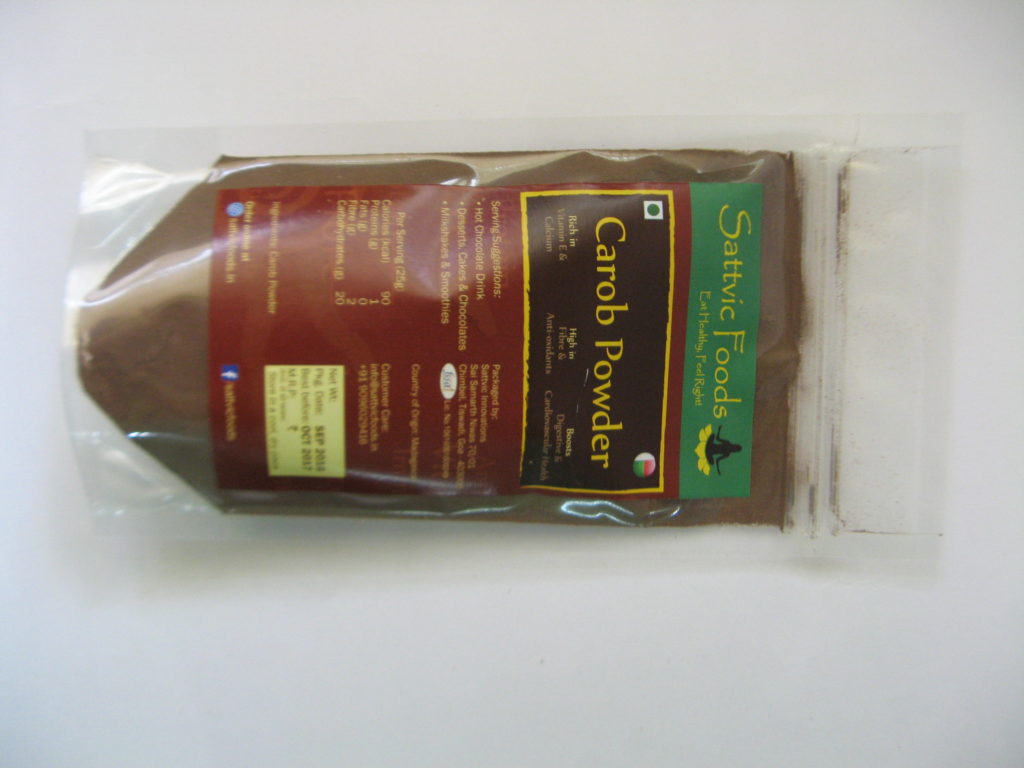 Sattvic Foods
Eat Healthy, Feel Right!
Carob Powder
Rich in
Vitamin E &
Calcium
High in
Fibre &
Anti-oxidants
Boosts
Digestive &
Cardiovascular Health
Serving Suggestions:
• Hot Chocolate Drink
• Desserts, Cakes & Chocolates
• Milkshakes & Smoothies
Per Serving (25g)
Calories (kcal) 90
Proteins (g) 1
Fats (g) 0
Fibre (g) 2
Carbohydrates (g) 20
Ingredients: Carob Powder
Order online at
sattvicfoods.in
Packaged by:
Sattvic Innovations
Sai Samarth Niwas 70/01
Chimbel, Tiswadi, Goa
fssai Lic. No.
Country of Origin: Madagascar
Customer Care:
info@sattvicfoods.in
+91 9096029416
Net Wt:
Pkg. Date: SEP 2016
Best before: OCT 2017
M.R.P: ₹
Store in a cool, dry place
/sattvicfoods